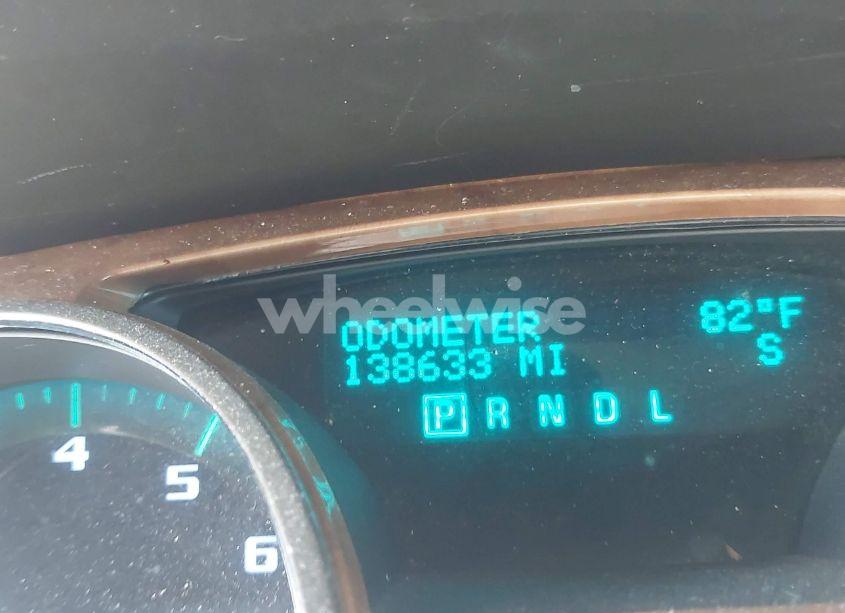 wheelwise
ODOMETER 82°F
138633 MI S
P R N D L
4
5
6